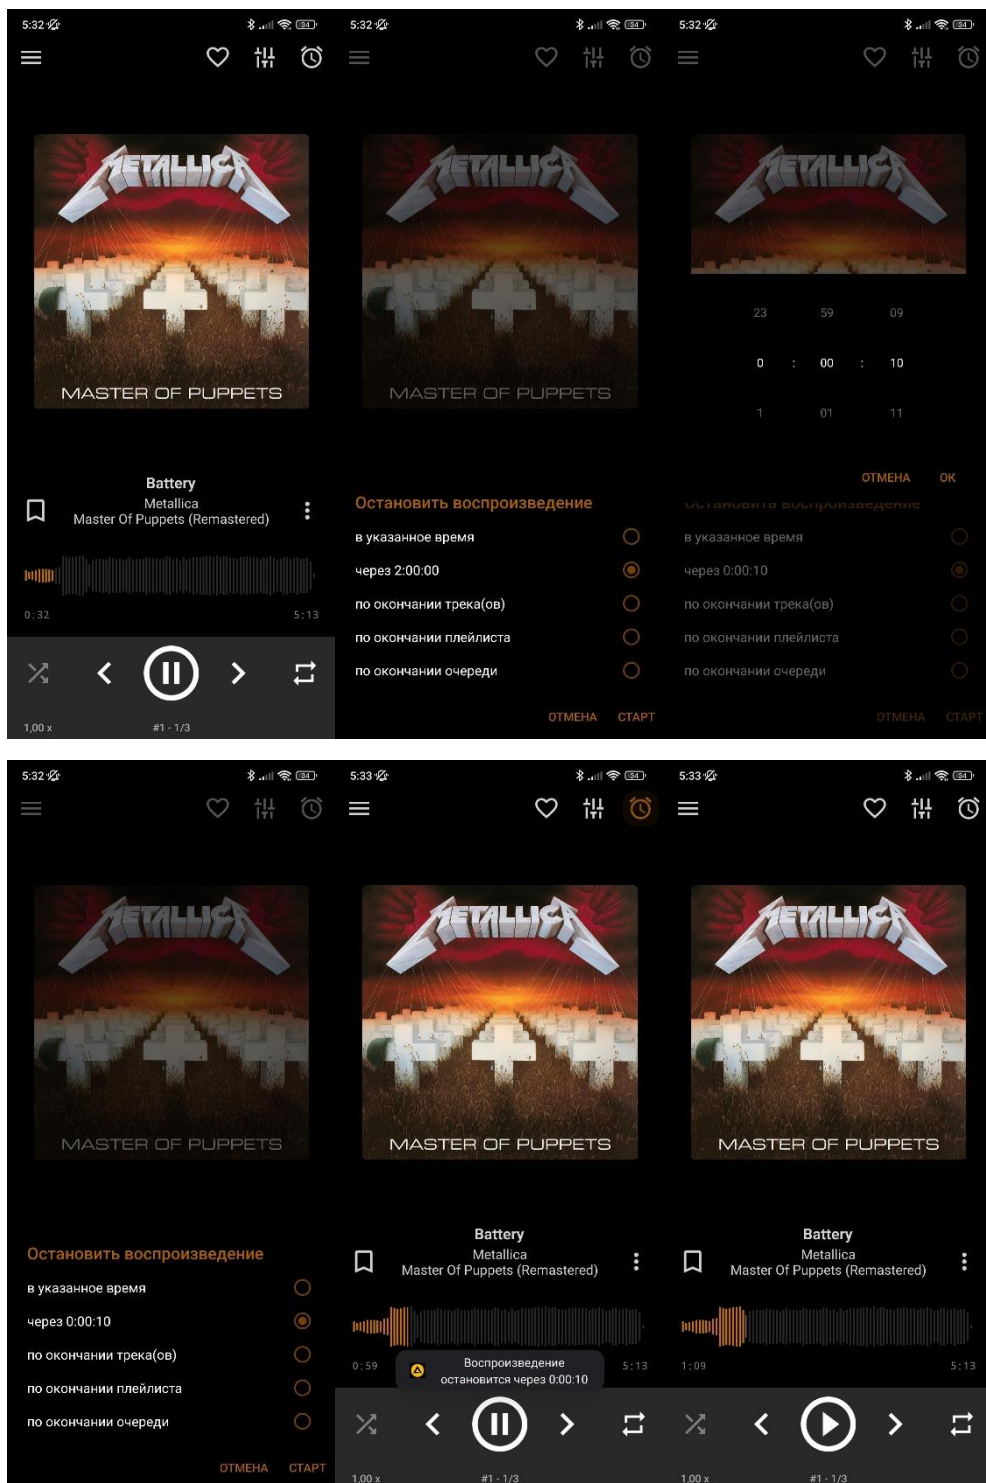 5:32
34
METALLICA
MASTER OF PUPPETS
Battery
Metallica
Master Of Puppets (Remastered)
0:32
5:13
1,00 x
#1 - 1/3
5:32
34
METALLICA
MASTER OF PUPPETS
Остановить воспроизведение
в указанное время
через 2:00:00
по окончании трека(ов)
по окончании плейлиста
по окончании очереди
ОТМЕНА СТАРТ
5:32
34
METALLICA
23 59 09
0 : 00 : 10
1 01 11
ОТМЕНА OK
Остановить воспроизведение
в указанное время
через 0:00:10
по окончании трека(ов)
по окончании плейлиста
по окончании очереди
ОТМЕНА СТАРТ
5:32
34
METALLICA
MASTER OF PUPPETS
Остановить воспроизведение
в указанное время
через 0:00:10
по окончании трека(ов)
по окончании плейлиста
по окончании очереди
ОТМЕНА СТАРТ
5:33
34
METALLICA
MASTER OF PUPPETS
Battery
Metallica
Master Of Puppets (Remastered)
0:59
5:13
Воспроизведение
остановится через 0:00:10
1,00 x
#1 - 1/3
5:33
34
METALLICA
MASTER OF PUPPETS
Battery
Metallica
Master Of Puppets (Remastered)
1:09
5:13
1,00 x
#1 - 1/3